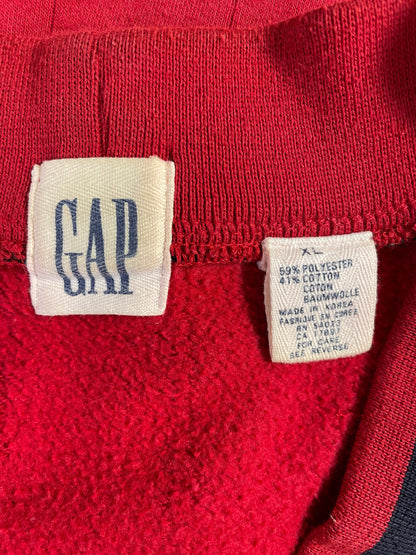 GAP
XL
59% POLYESTER
41% COTTON
COTON
BAUMWOLLE
MADE IN KOREA
FABRIQUE EN COREE
RN 54023
CA 17897
FOR CARE
SEE REVERSE